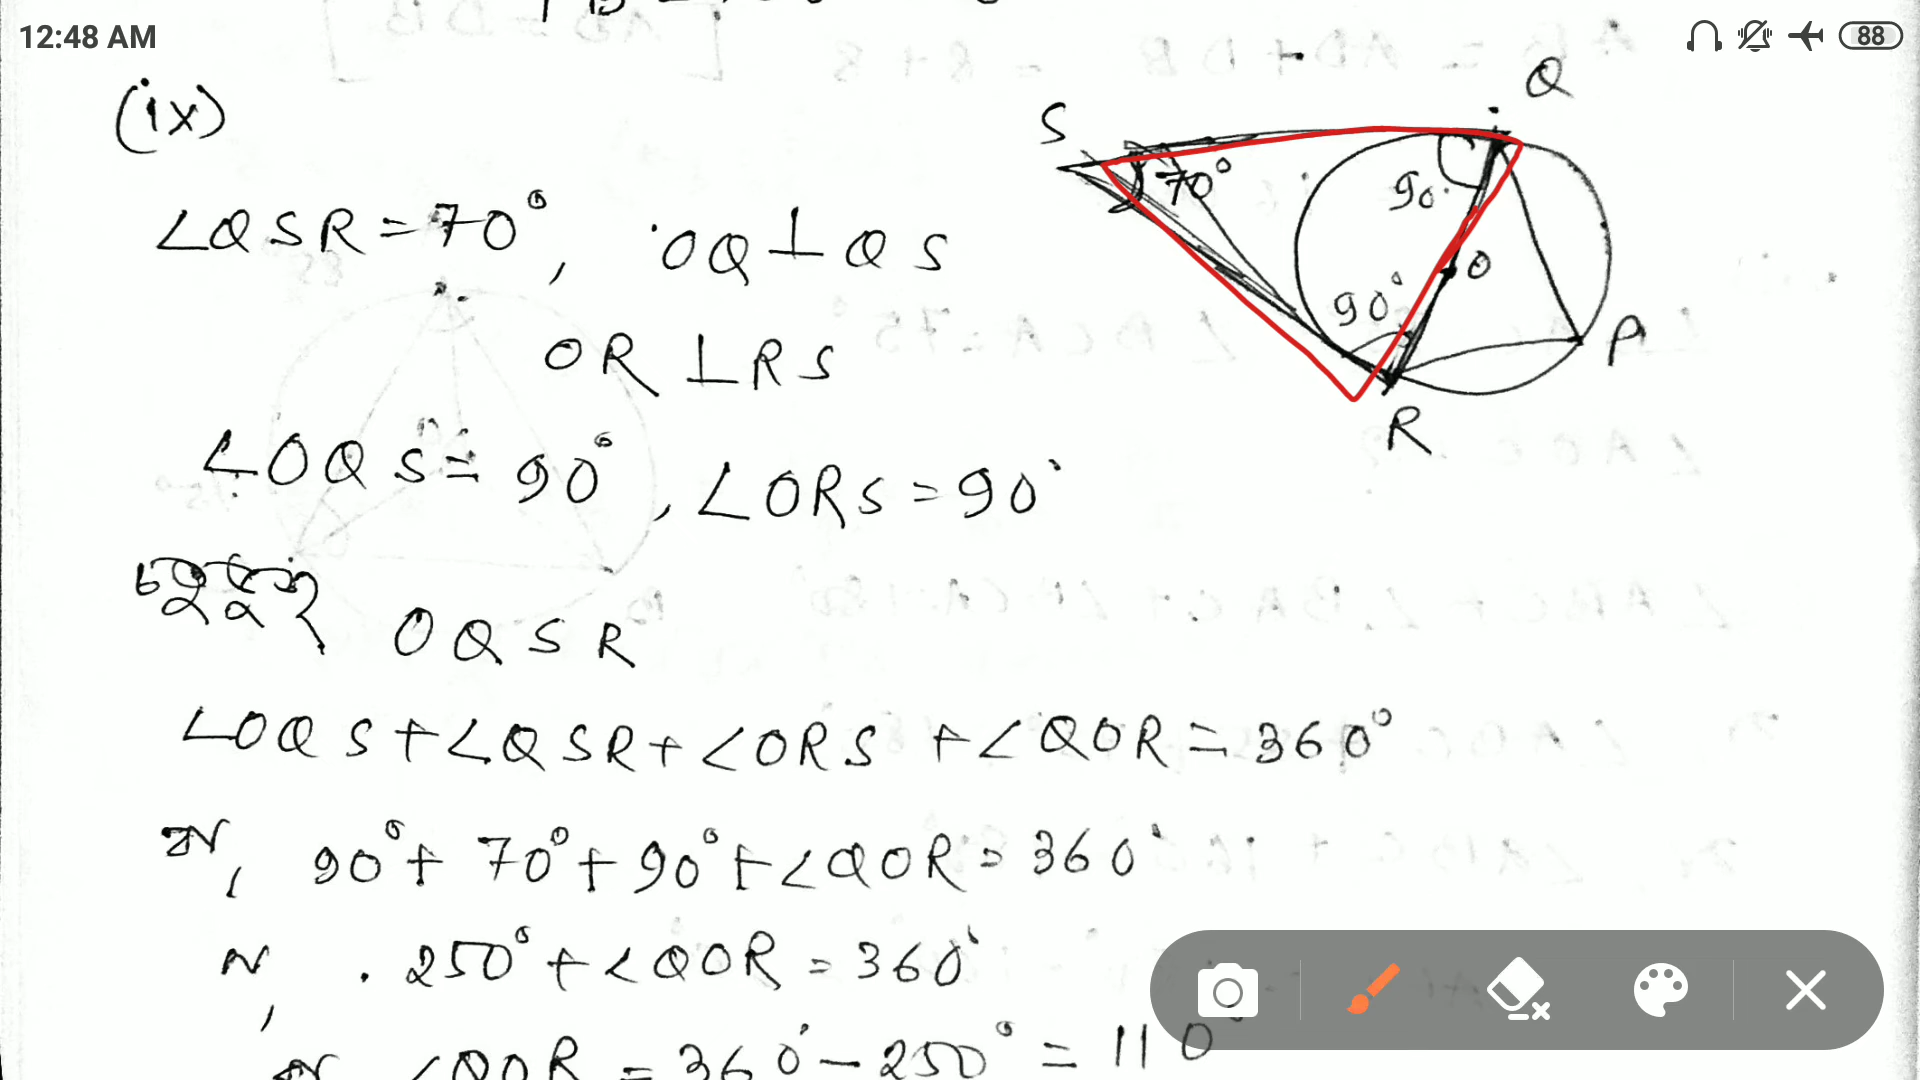 12:48 AM
88
(ix)
∠QSR = 70°, OQ ⊥ QS
OR ⊥ RS
∠OQS = 90°, ∠ORS = 90°
OQSR
∠OQS + ∠QSR + ∠ORS + ∠QOR = 360°
বা, 90° + 70° + 90° + ∠QOR = 360°
বা, 250° + ∠QOR = 360°
বা ∠QOR = 360° - 250° = 110°
S
Q
70°
90°
O
90°
P
R